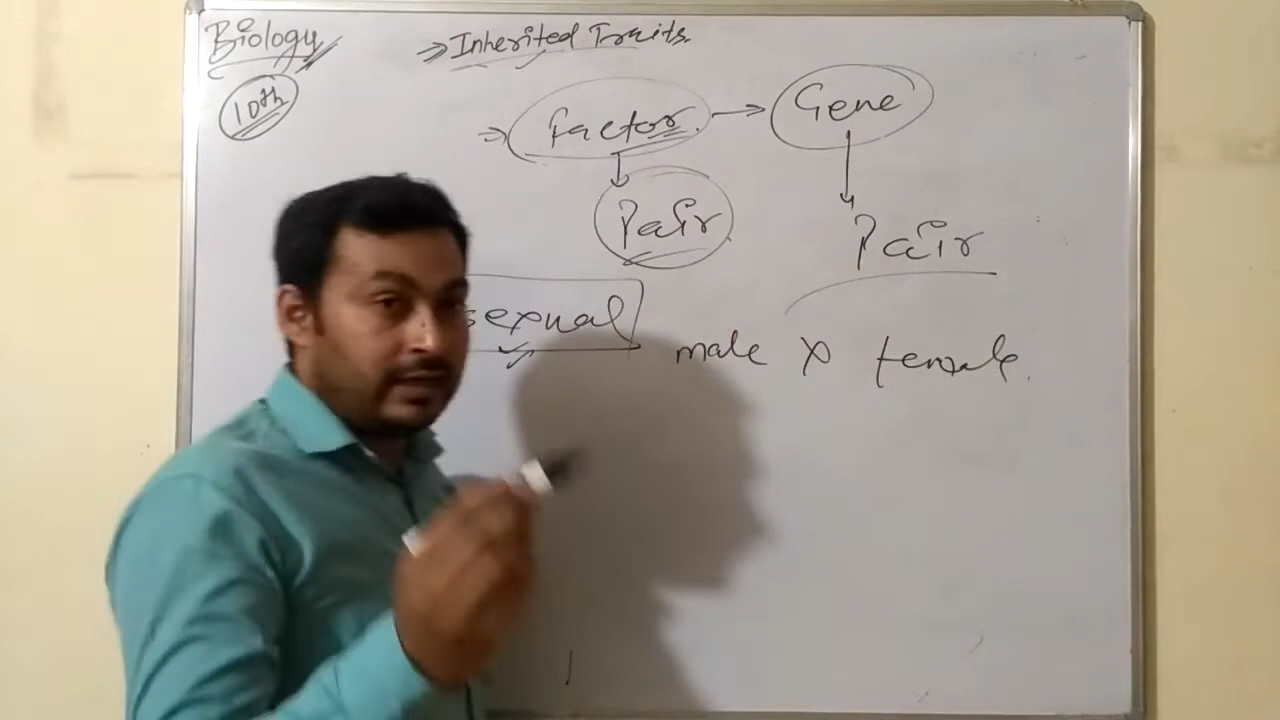 Biology ⇒ Inherited Traits.
10th
⇒ Factor. → Gene
↓ ↓
Pair. Pair
sexual male × female.